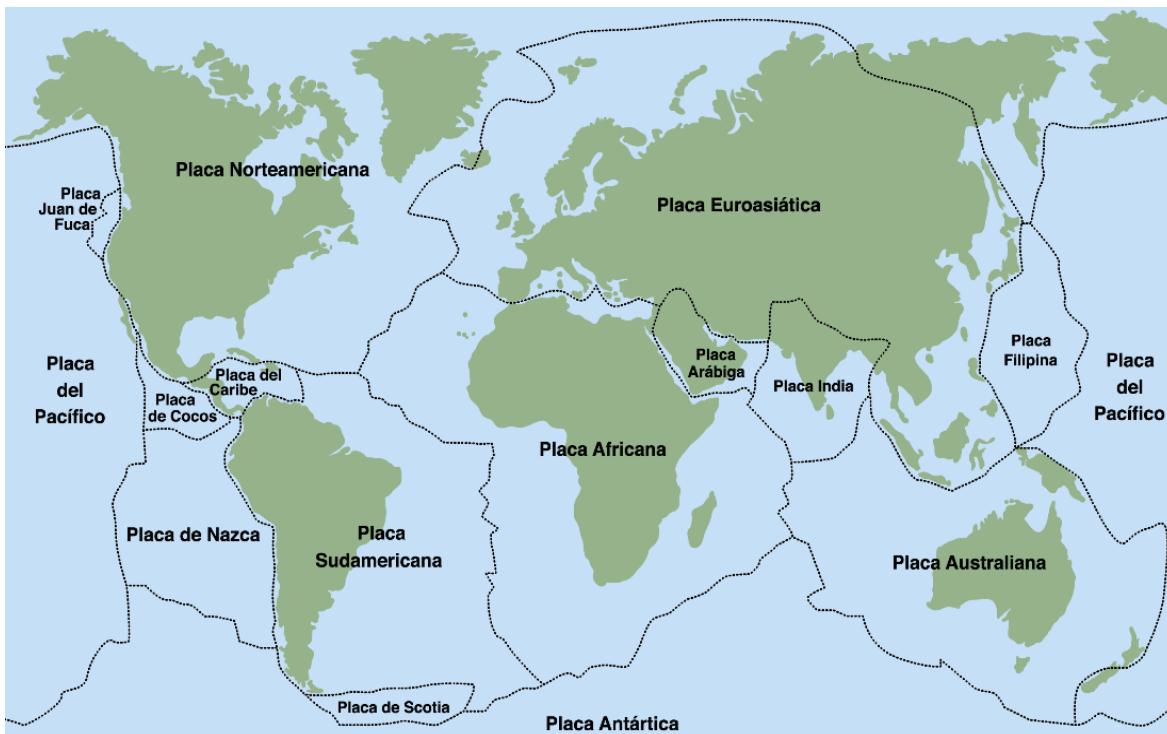 Placa Norteamericana
Placa
Juan de
Fuca
Placa Euroasiática
Placa
del
Pacífico
Placa del
Caribe
Placa
de Cocos
Placa
Arábiga
Placa India
Placa
Filipina
Placa
del
Pacífico
Placa Africana
Placa de Nazca
Placa
Sudamericana
Placa Australiana
Placa de Scotia
Placa Antártica